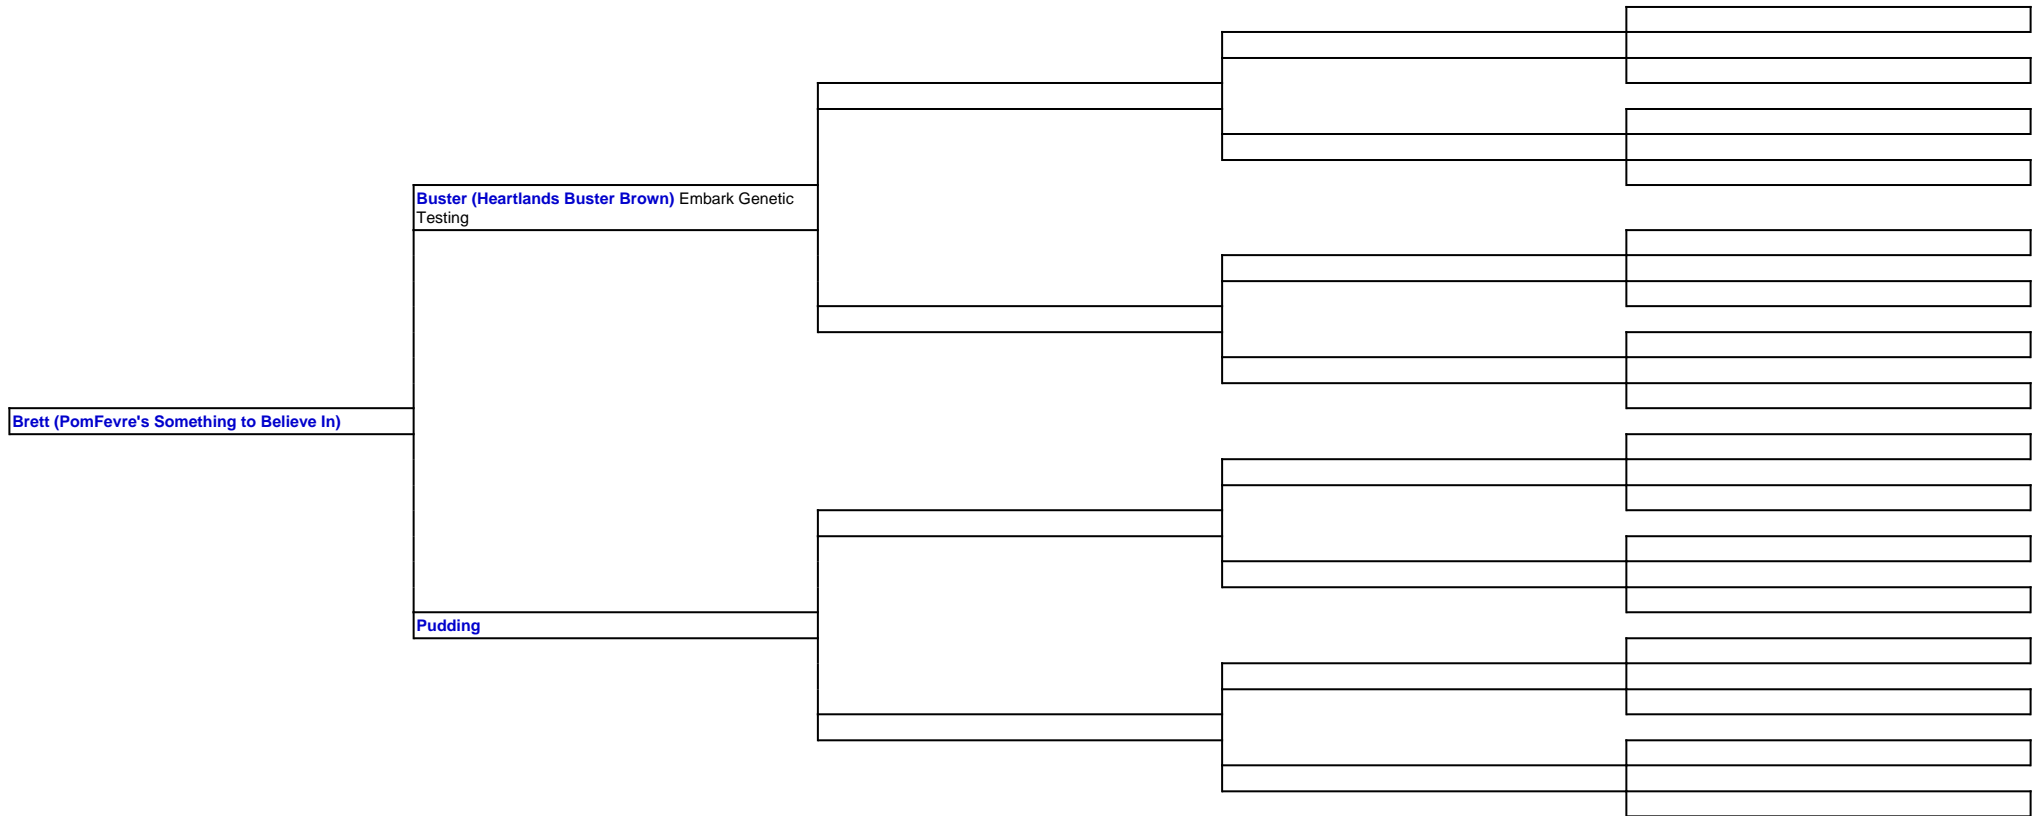 Buster (Heartlands Buster Brown) Embark Genetic
Testing
Brett (PomFevre's Something to Believe In)
Pudding